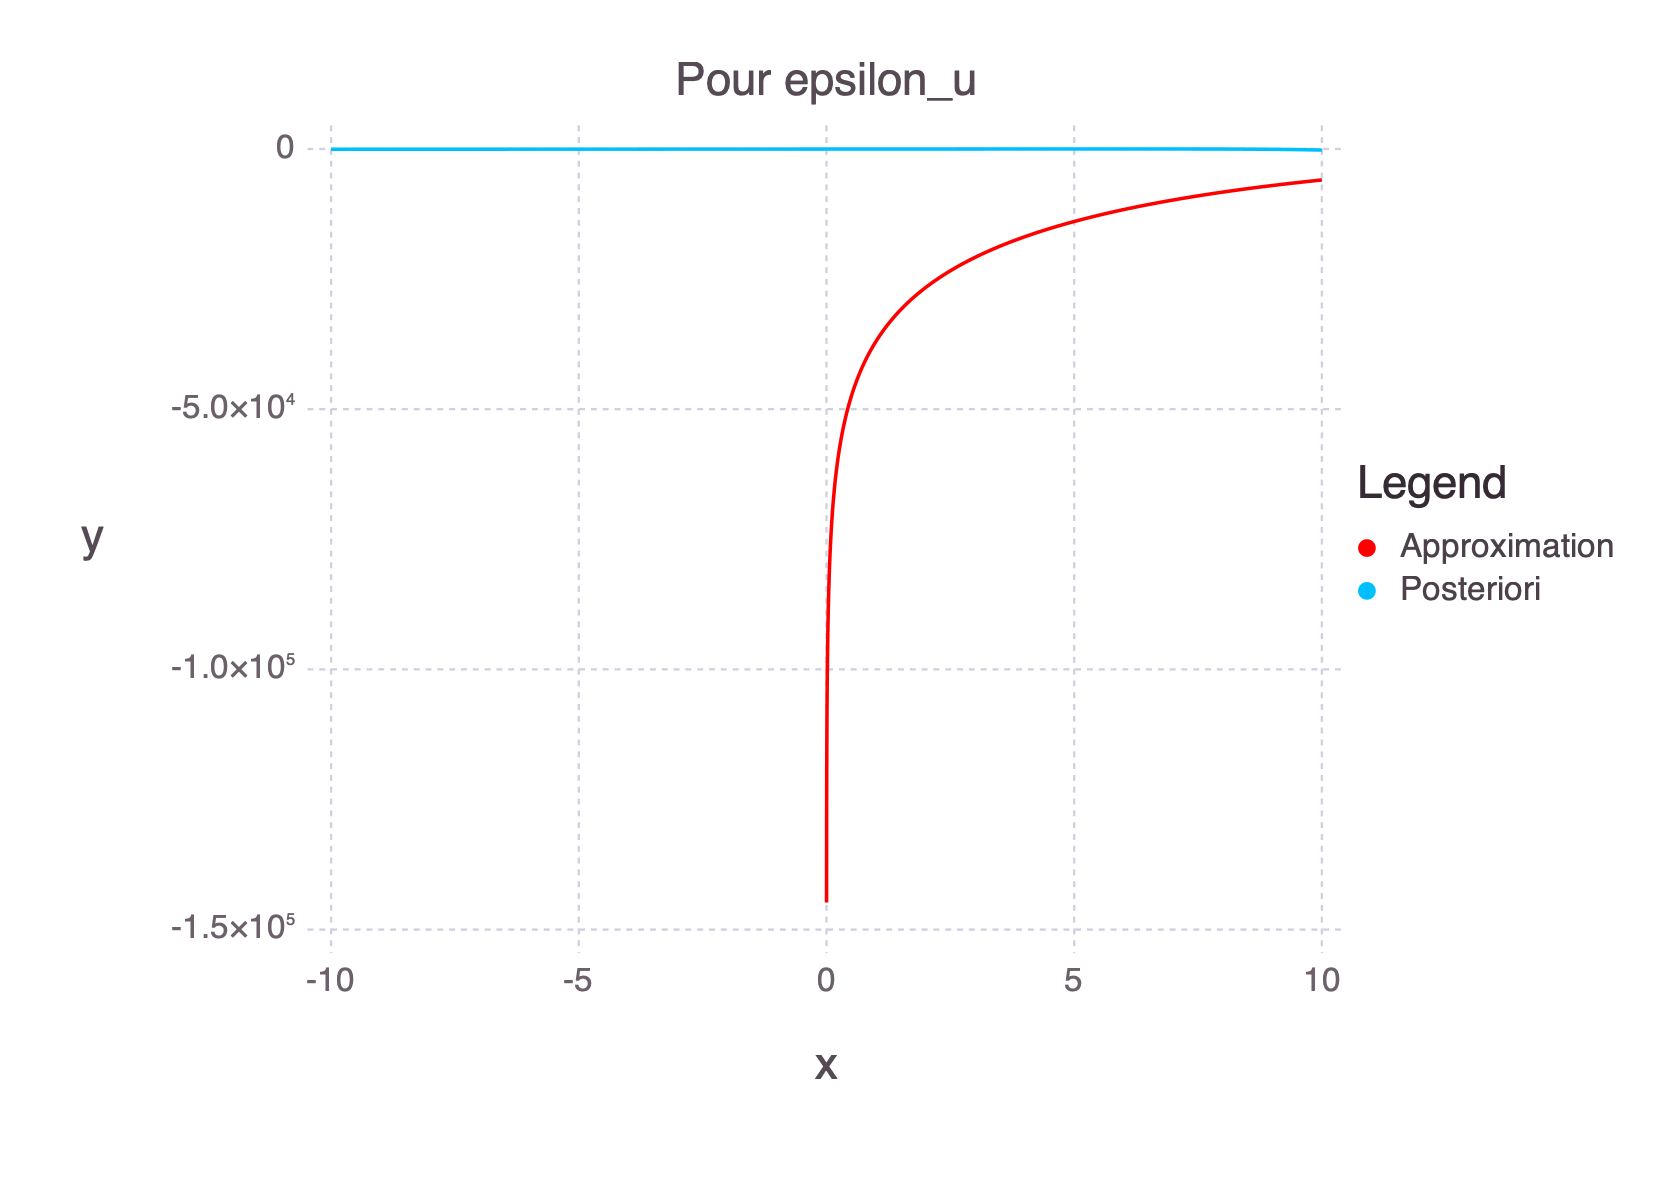 Pour epsilon_u
0
-5.0×10⁴
-1.0×10⁵
-1.5×10⁵
y
-10 -5 0 5 10
x
Legend
Approximation
Posteriori